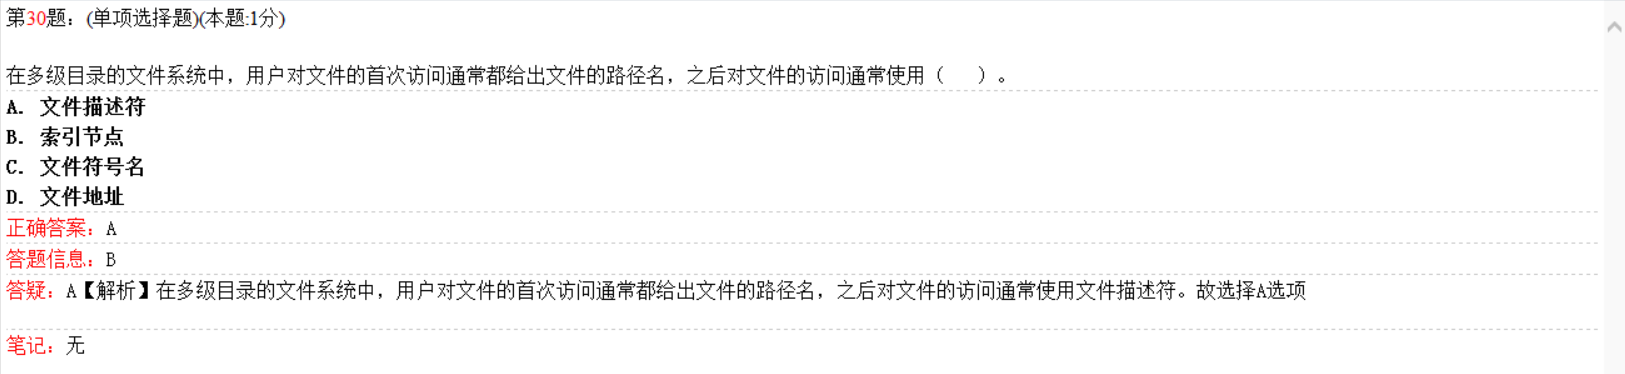 第30题：(单项选择题)(本题:1分)
在多级目录的文件系统中，用户对文件的首次访问通常都给出文件的路径名，之后对文件的访问通常使用（　）。
A. 文件描述符
B. 索引节点
C. 文件符号名
D. 文件地址
正确答案：A
答题信息：B
答疑：A【解析】在多级目录的文件系统中，用户对文件的首次访问通常都给出文件的路径名，之后对文件的访问通常使用文件描述符。故选择A选项
笔记：无